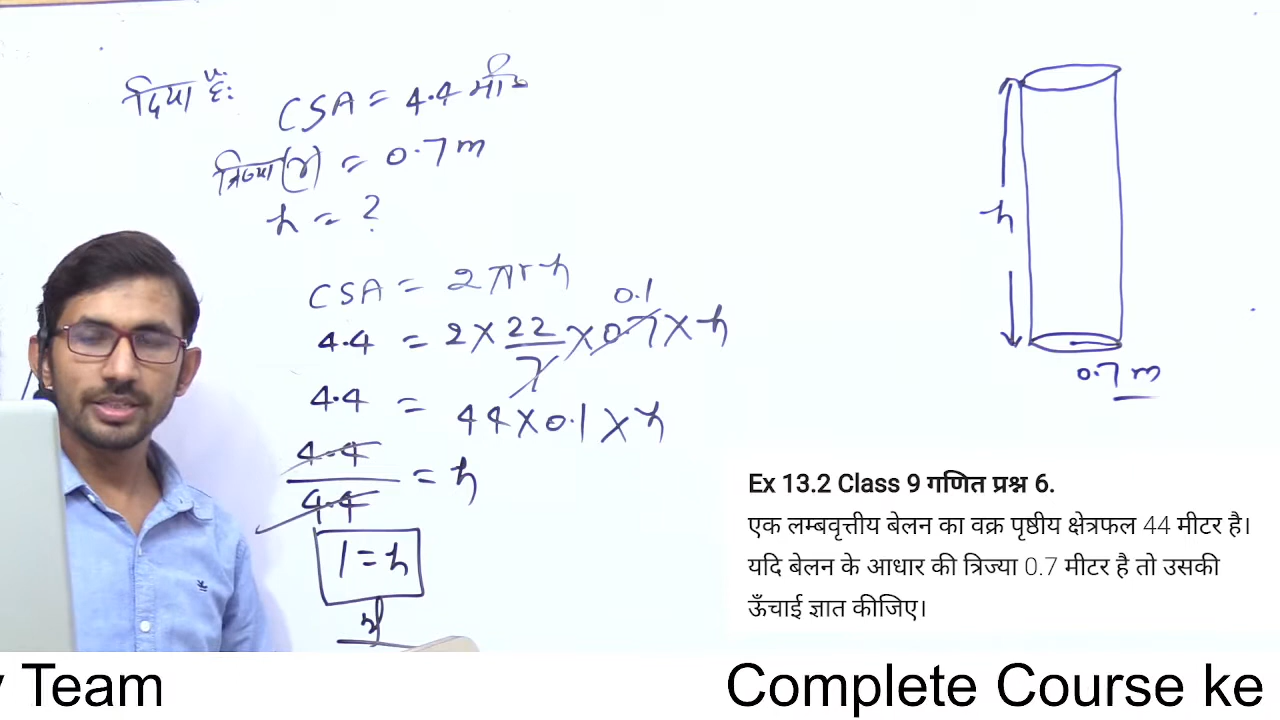 दिया है:
CSA = 4.4 मी²
त्रिज्या (r) = 0.7 m
h = ?
CSA = 2πrh
0.1
4.4 = 2 × 22/7 × 0.7 × h
4.4 = 44 × 0.1 × h
4.4/4.4 = h
1 = h
h
0.7 m
Ex 13.2 Class 9 गणित प्रश्न 6.
एक लम्बवृत्तीय बेलन का वक्र पृष्ठीय क्षेत्रफल 44 मीटर है।
यदि बेलन के आधार की त्रिज्या 0.7 मीटर है तो उसकी
ऊँचाई ज्ञात कीजिए।
y Team
Complete Course ke